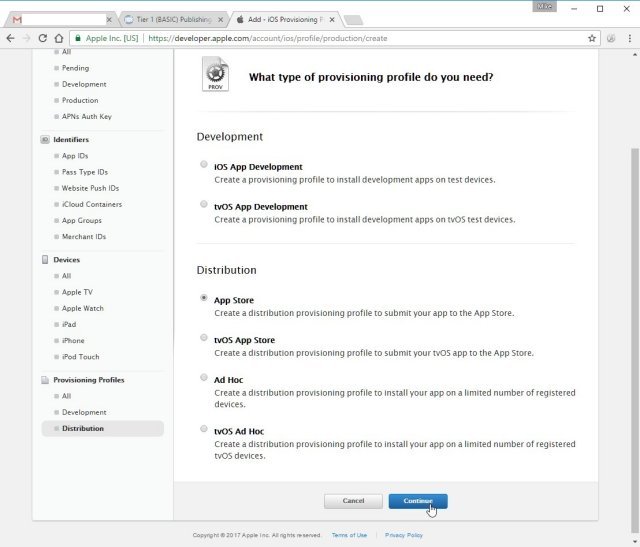 Mike
Tier 1 (BASIC) Publishing
Add - iOS Provisioning P
Apple Inc. [US]
https://developer.apple.com/account/ios/profile/production/create
All
Pending
Development
Production
APNs Auth Key
Identifiers
App IDs
Pass Type IDs
Website Push IDs
iCloud Containers
App Groups
Merchant IDs
Devices
All
Apple TV
Apple Watch
iPad
iPhone
iPod Touch
Provisioning Profiles
All
Development
Distribution
PROV
What type of provisioning profile do you need?
Development
iOS App Development
Create a provisioning profile to install development apps on test devices.
tvOS App Development
Create a provisioning profile to install development apps on tvOS test devices.
Distribution
App Store
Create a distribution provisioning profile to submit your app to the App Store.
tvOS App Store
Create a distribution provisioning profile to submit your tvOS app to the App Store.
Ad Hoc
Create a distribution provisioning profile to install your app on a limited number of registered
devices.
tvOS Ad Hoc
Create a distribution provisioning profile to install your app on a limited number of registered
tvOS devices.
Cancel
Continue
Copyright © 2017 Apple Inc. All rights reserved.
Terms of Use
Privacy Policy